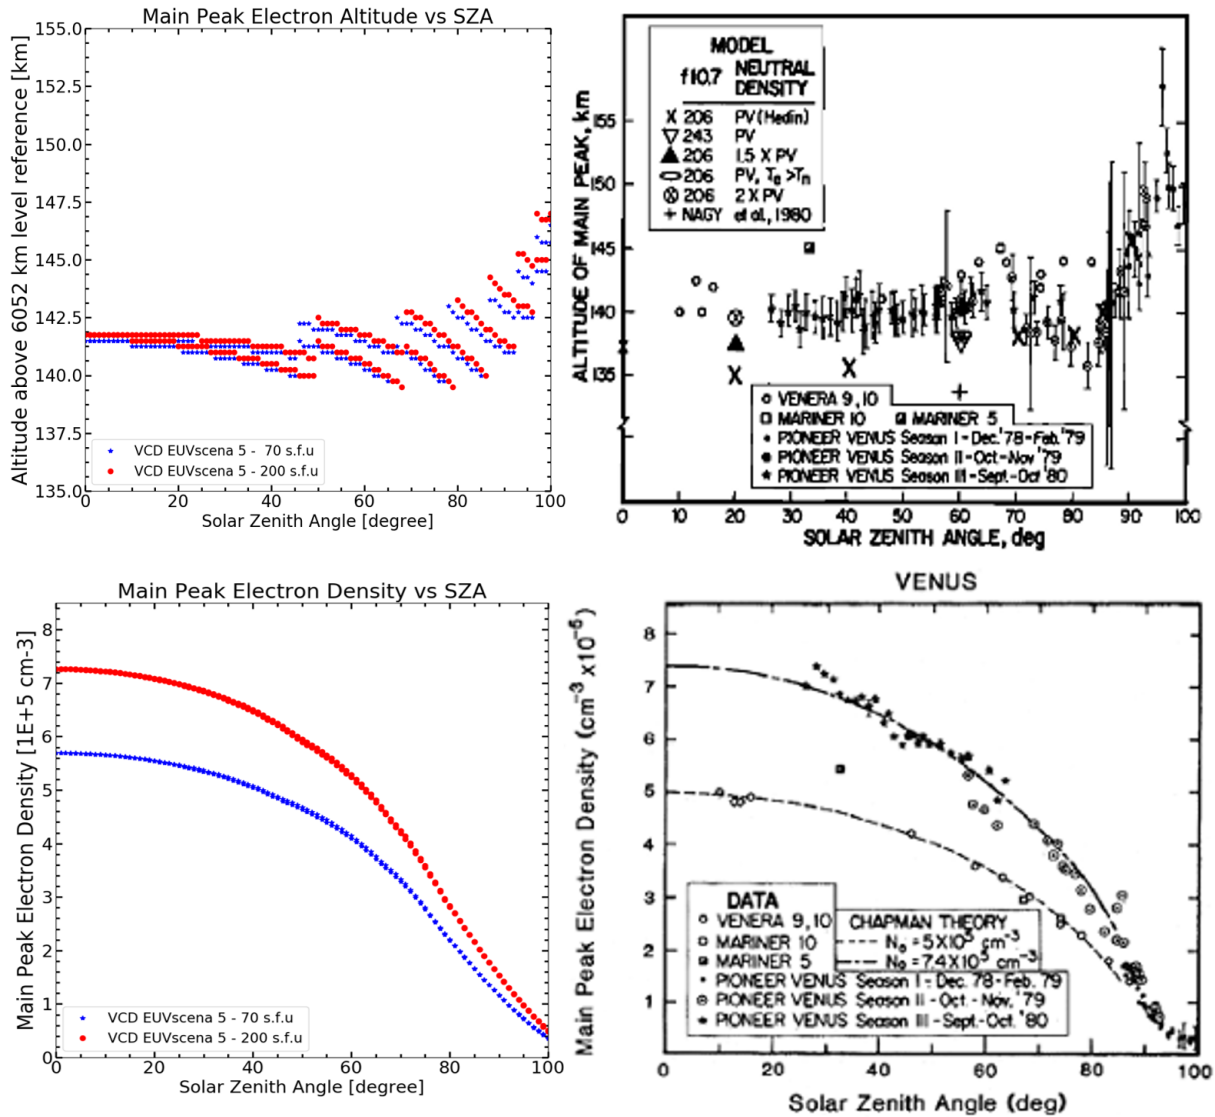 Main Peak Electron Altitude vs SZA
Altitude above 6052 km level reference [km]
155.0
152.5
150.0
147.5
145.0
142.5
140.0
137.5
135.0
VCD EUVscena 5 - 70 s.f.u
VCD EUVscena 5 - 200 s.f.u
0 20 40 60 80 100
Solar Zenith Angle [degree]
ALTITUDE OF MAIN PEAK, km
155
150
145
140
135
MODEL
f10.7 NEUTRAL
DENSITY
206 PV (Hedin)
243 PV
206 1.5 X PV
206 PV, Te >Tn
206 2 X PV
NAGY et al., 1980
VENERA 9,10
MARINER 10 MARINER 5
PIONEER VENUS Season I - Dec.'78-Feb.'79
PIONEER VENUS Season II - Oct-Nov '79
PIONEER VENUS Season III - Sept.-Oct '80
0 10 20 30 40 50 60 70 80 90 100
SOLAR ZENITH ANGLE, deg
Main Peak Electron Density vs SZA
Main Peak Electron Density [1E+5 cm-3]
8
7
6
5
4
3
2
1
0
VCD EUVscena 5 - 70 s.f.u
VCD EUVscena 5 - 200 s.f.u
0 20 40 60 80 100
Solar Zenith Angle [degree]
VENUS
Main Peak Electron Density (cm⁻³ x10⁻⁵)
8
7
6
5
4
3
2
1
DATA
VENERA 9,10
MARINER 10
MARINER 5
CHAPMAN THEORY
N₀ = 5X10⁵ cm⁻³
N₀ = 7.4X10⁵ cm⁻³
PIONEER VENUS Season I - Dec. 78 - Feb. 79
PIONEER VENUS Season II - Oct. - Nov. '79
PIONEER VENUS Season III - Sept.-Oct. '80
0 20 40 60 80 100
Solar Zenith Angle (deg)